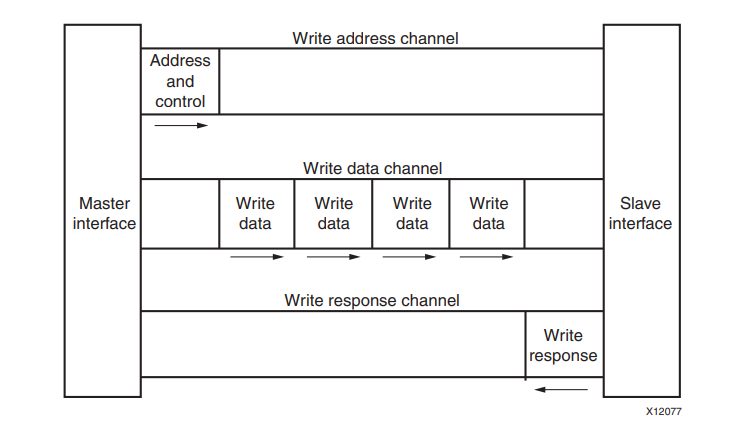 Write address channel
Address
and
control
Write data channel
Master
interface
Write
data
Write
data
Write
data
Write
data
Slave
interface
Write response channel
Write
response
X12077